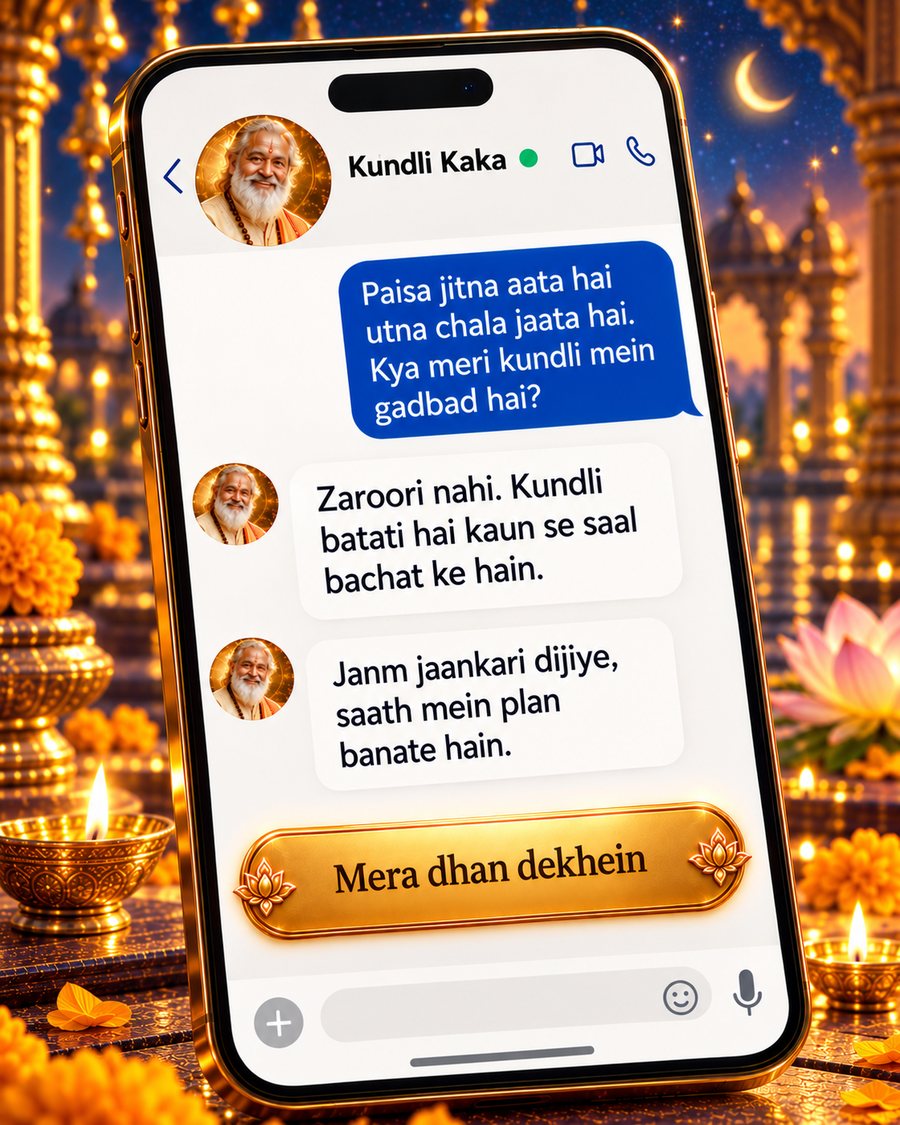 Kundli Kaka
Paisa jitna aata hai
utna chala jaata hai.
Kya meri kundli mein
gadbad hai?
Zaroori nahi. Kundli
batati hai kaun se saal
bachat ke hain.
Janm jaankari dijiye,
saath mein plan
banate hain.
Mera dhan dekhein